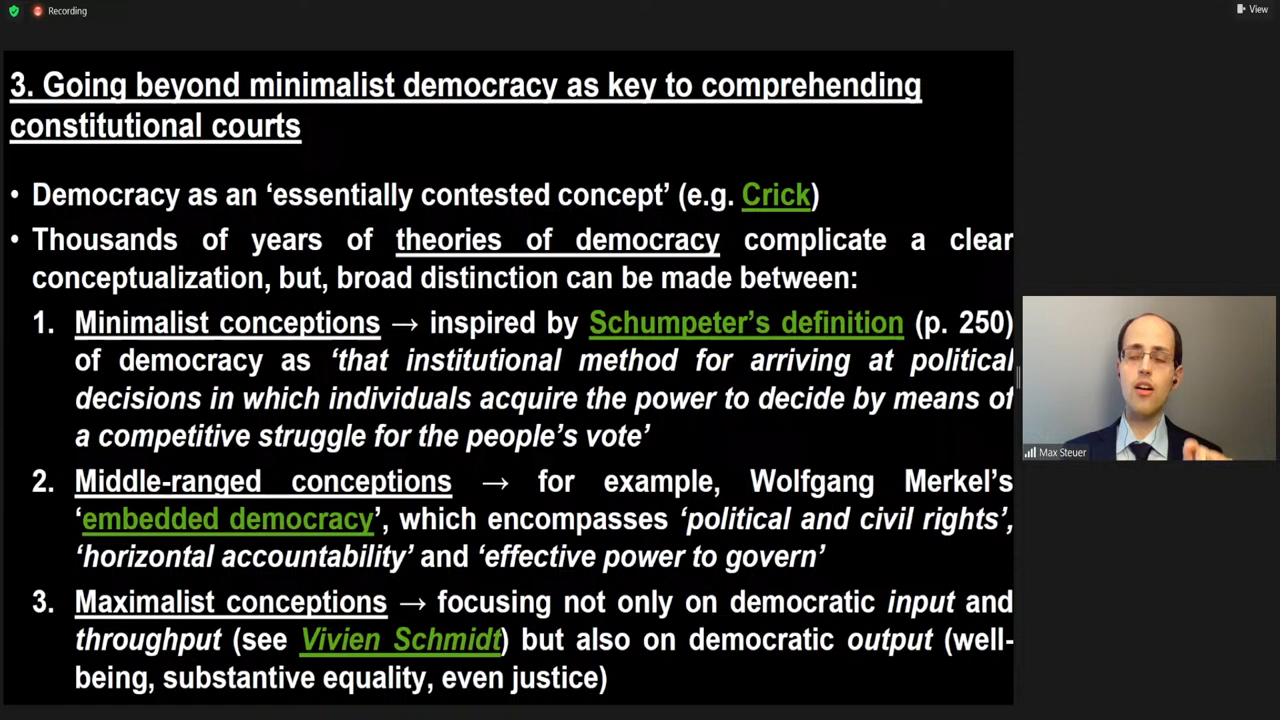 Recording
View
3. Going beyond minimalist democracy as key to comprehending
constitutional courts
• Democracy as an ‘essentially contested concept’ (e.g. Crick)
• Thousands of years of theories of democracy complicate a clear
conceptualization, but, broad distinction can be made between:
1. Minimalist conceptions → inspired by Schumpeter’s definition (p. 250)
of democracy as ‘that institutional method for arriving at political
decisions in which individuals acquire the power to decide by means of
a competitive struggle for the people’s vote’
2. Middle-ranged conceptions → for example, Wolfgang Merkel’s
‘embedded democracy’, which encompasses ‘political and civil rights’,
‘horizontal accountability’ and ‘effective power to govern’
3. Maximalist conceptions → focusing not only on democratic input and
throughput (see Vivien Schmidt) but also on democratic output (well-
being, substantive equality, even justice)
Max Steuer